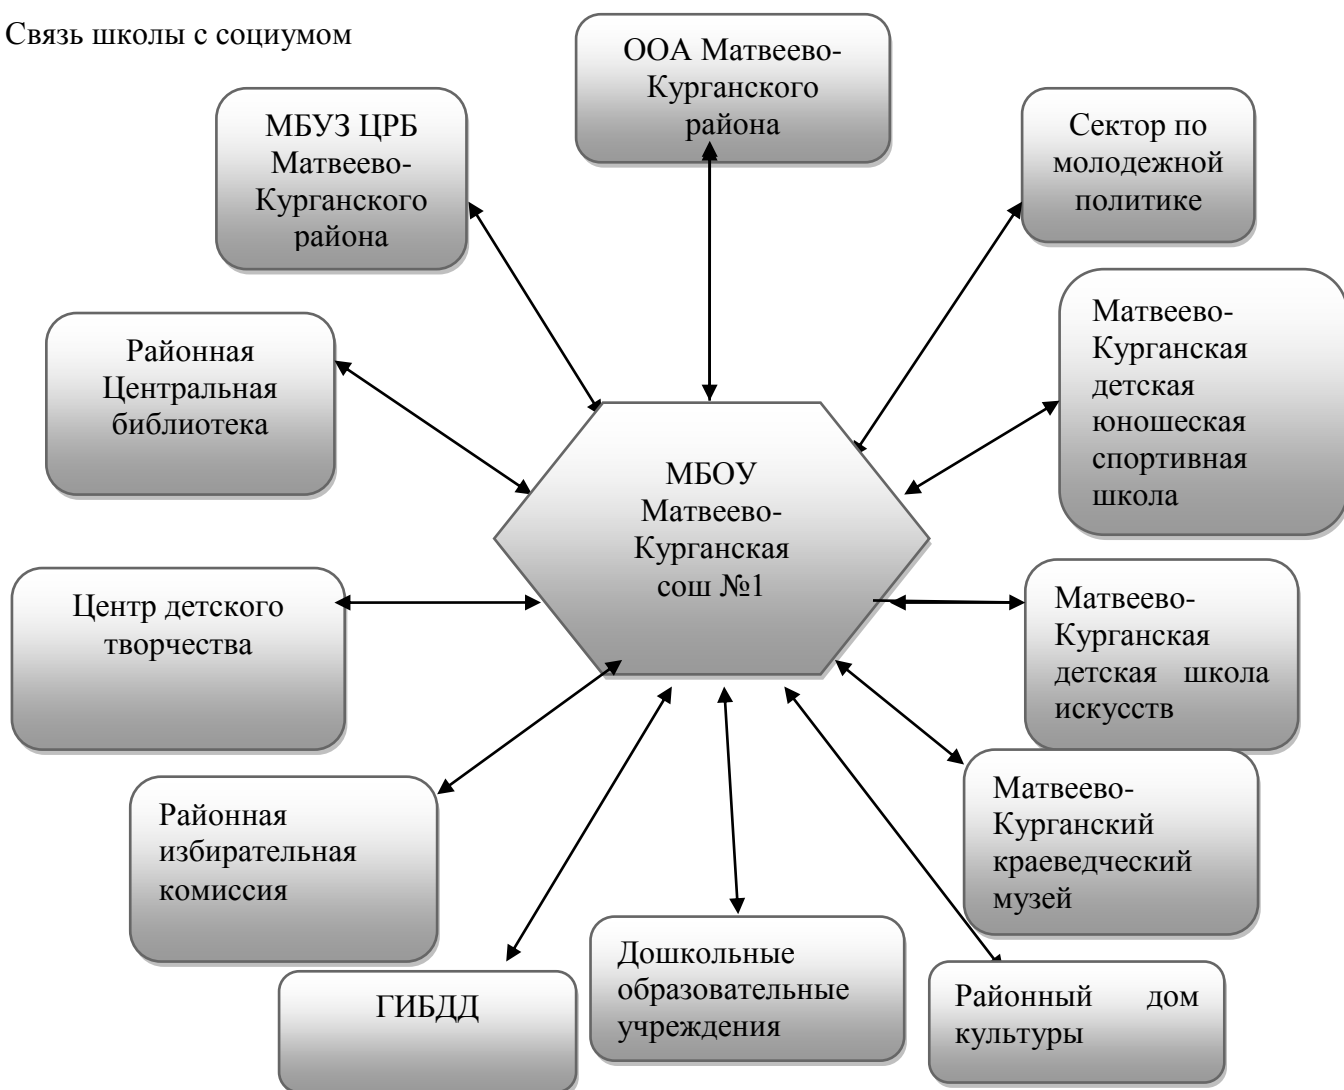 Связь школы с социумом
ООА Матвеево-
Курганского
района
МБУЗ ЦРБ
Матвеево-
Курганского
района
Сектор по
молодежной
политике
Районная
Центральная
библиотека
Матвеево-
Курганская
детская
юношеская
спортивная
школа
МБОУ
Матвеево-
Курганская
сош №1
Центр детского
творчества
Матвеево-
Курганская
детская школа
искусств
Районная
избирательная
комиссия
Матвеево-
Курганский
краеведческий
музей
ГИБДД
Дошкольные
образовательные
учреждения
Районный дом
культуры